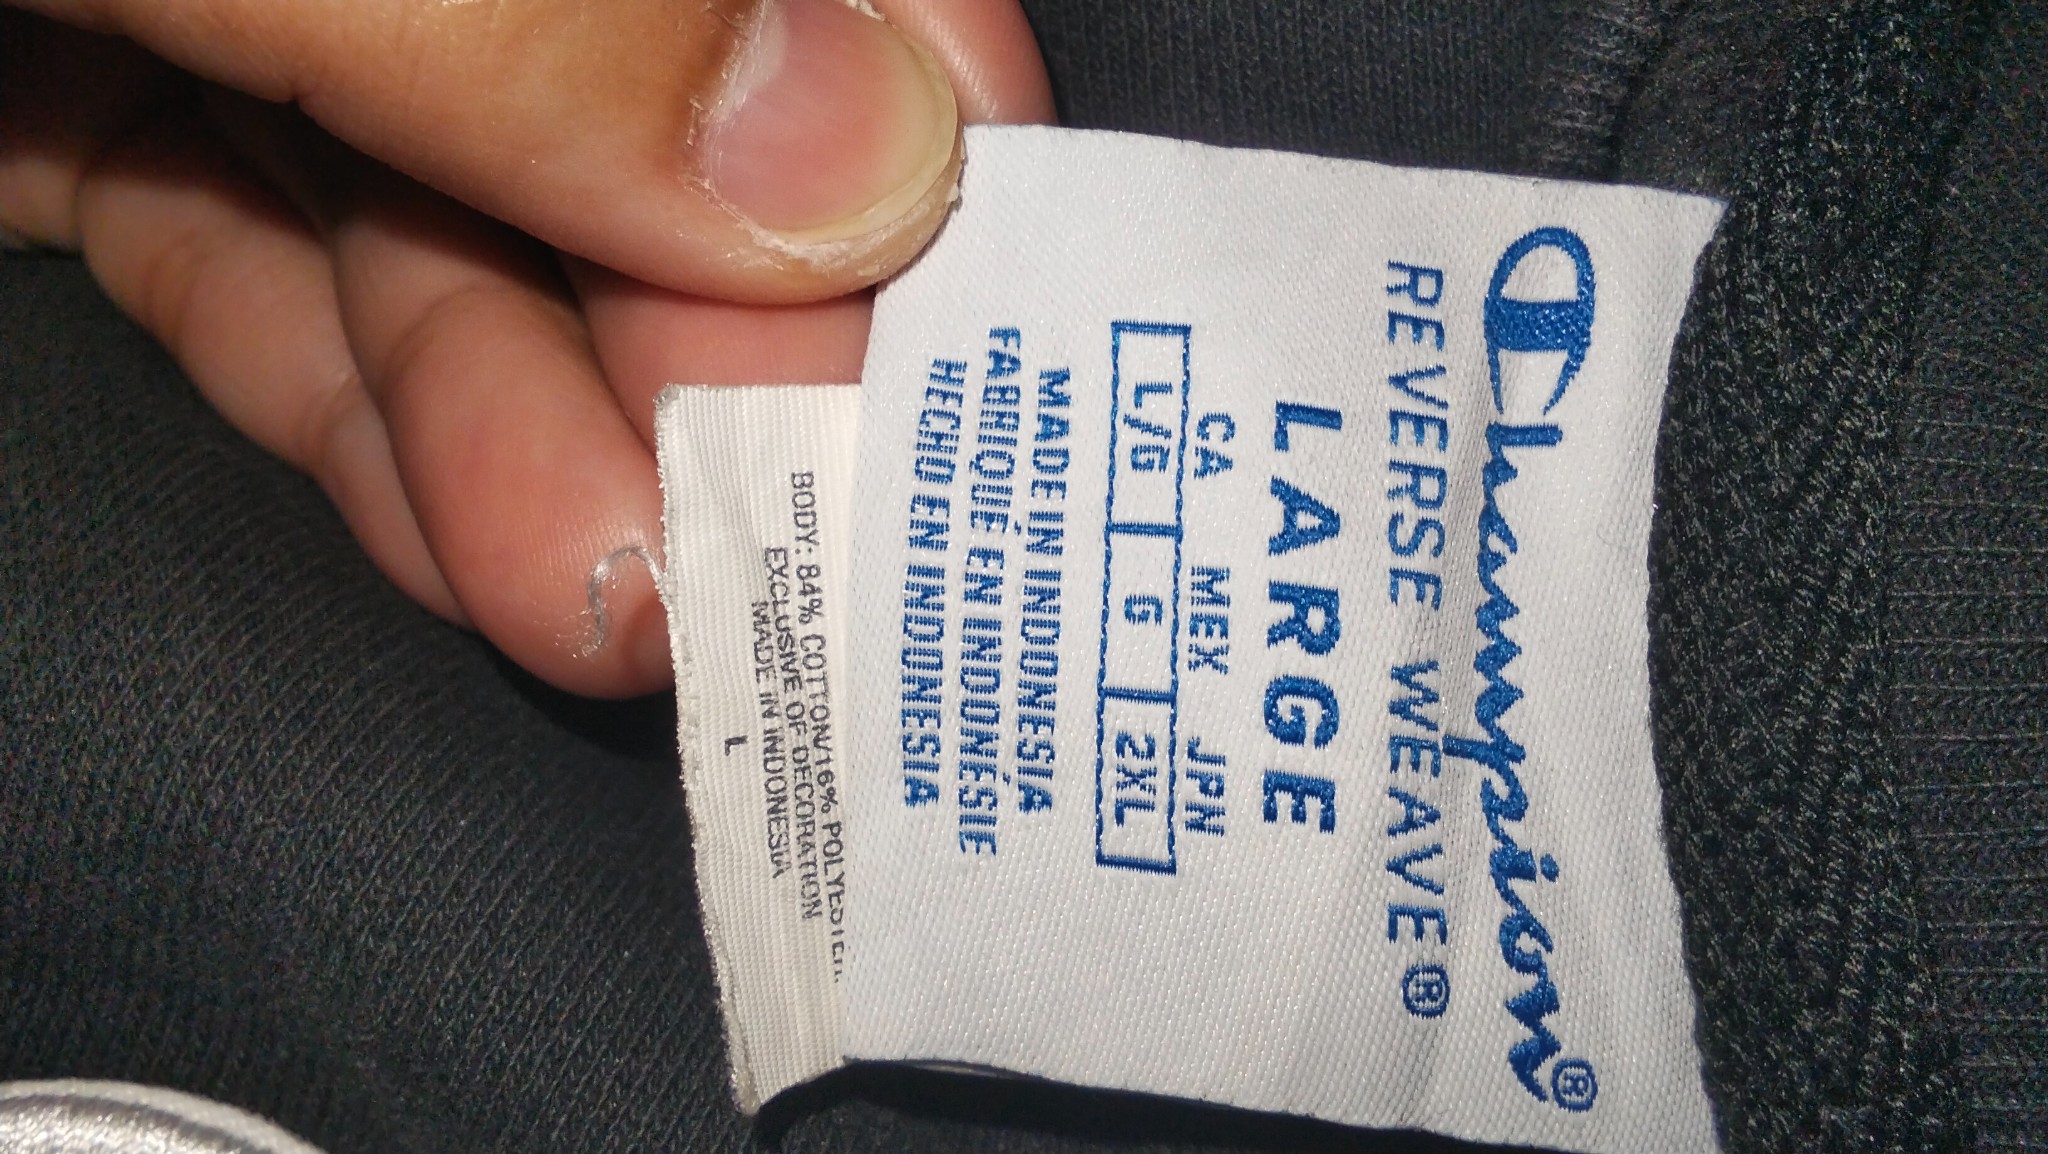 Champion®
REVERSE WEAVE®
LARGE
CA MEX JPN
L/G G 2XL
MADE IN INDONESIA
FABRIQUÉ EN INDONÉSIE
HECHO EN INDONESIA
BODY: 84% COTTON/16% POLYESTER
EXCLUSIVE OF DECORATION
MADE IN INDONESIA
L